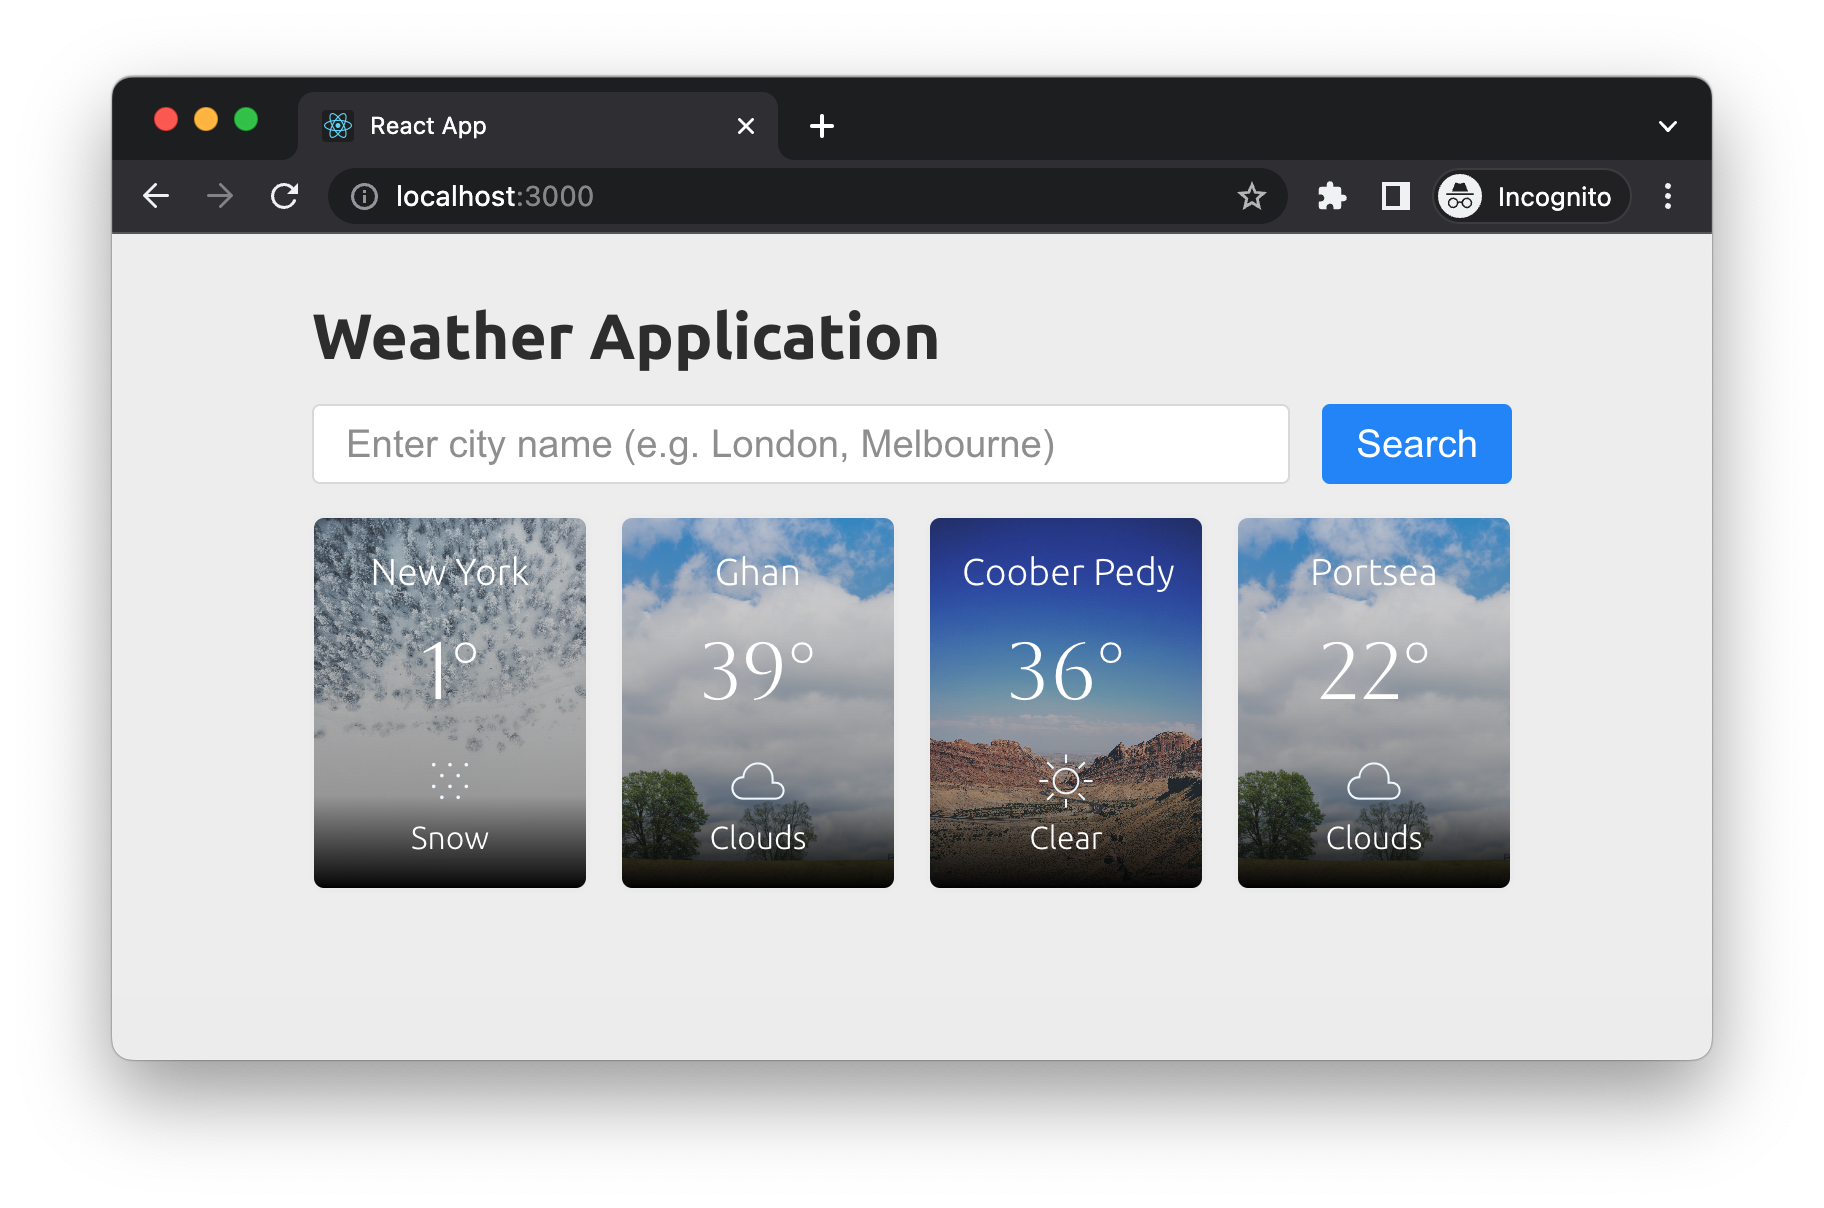 React App
localhost:3000
Incognito
Weather Application
Enter city name (e.g. London, Melbourne)
Search
New York
1°
Snow
Ghan
39°
Clouds
Coober Pedy
36°
Clear
Portsea
22°
Clouds